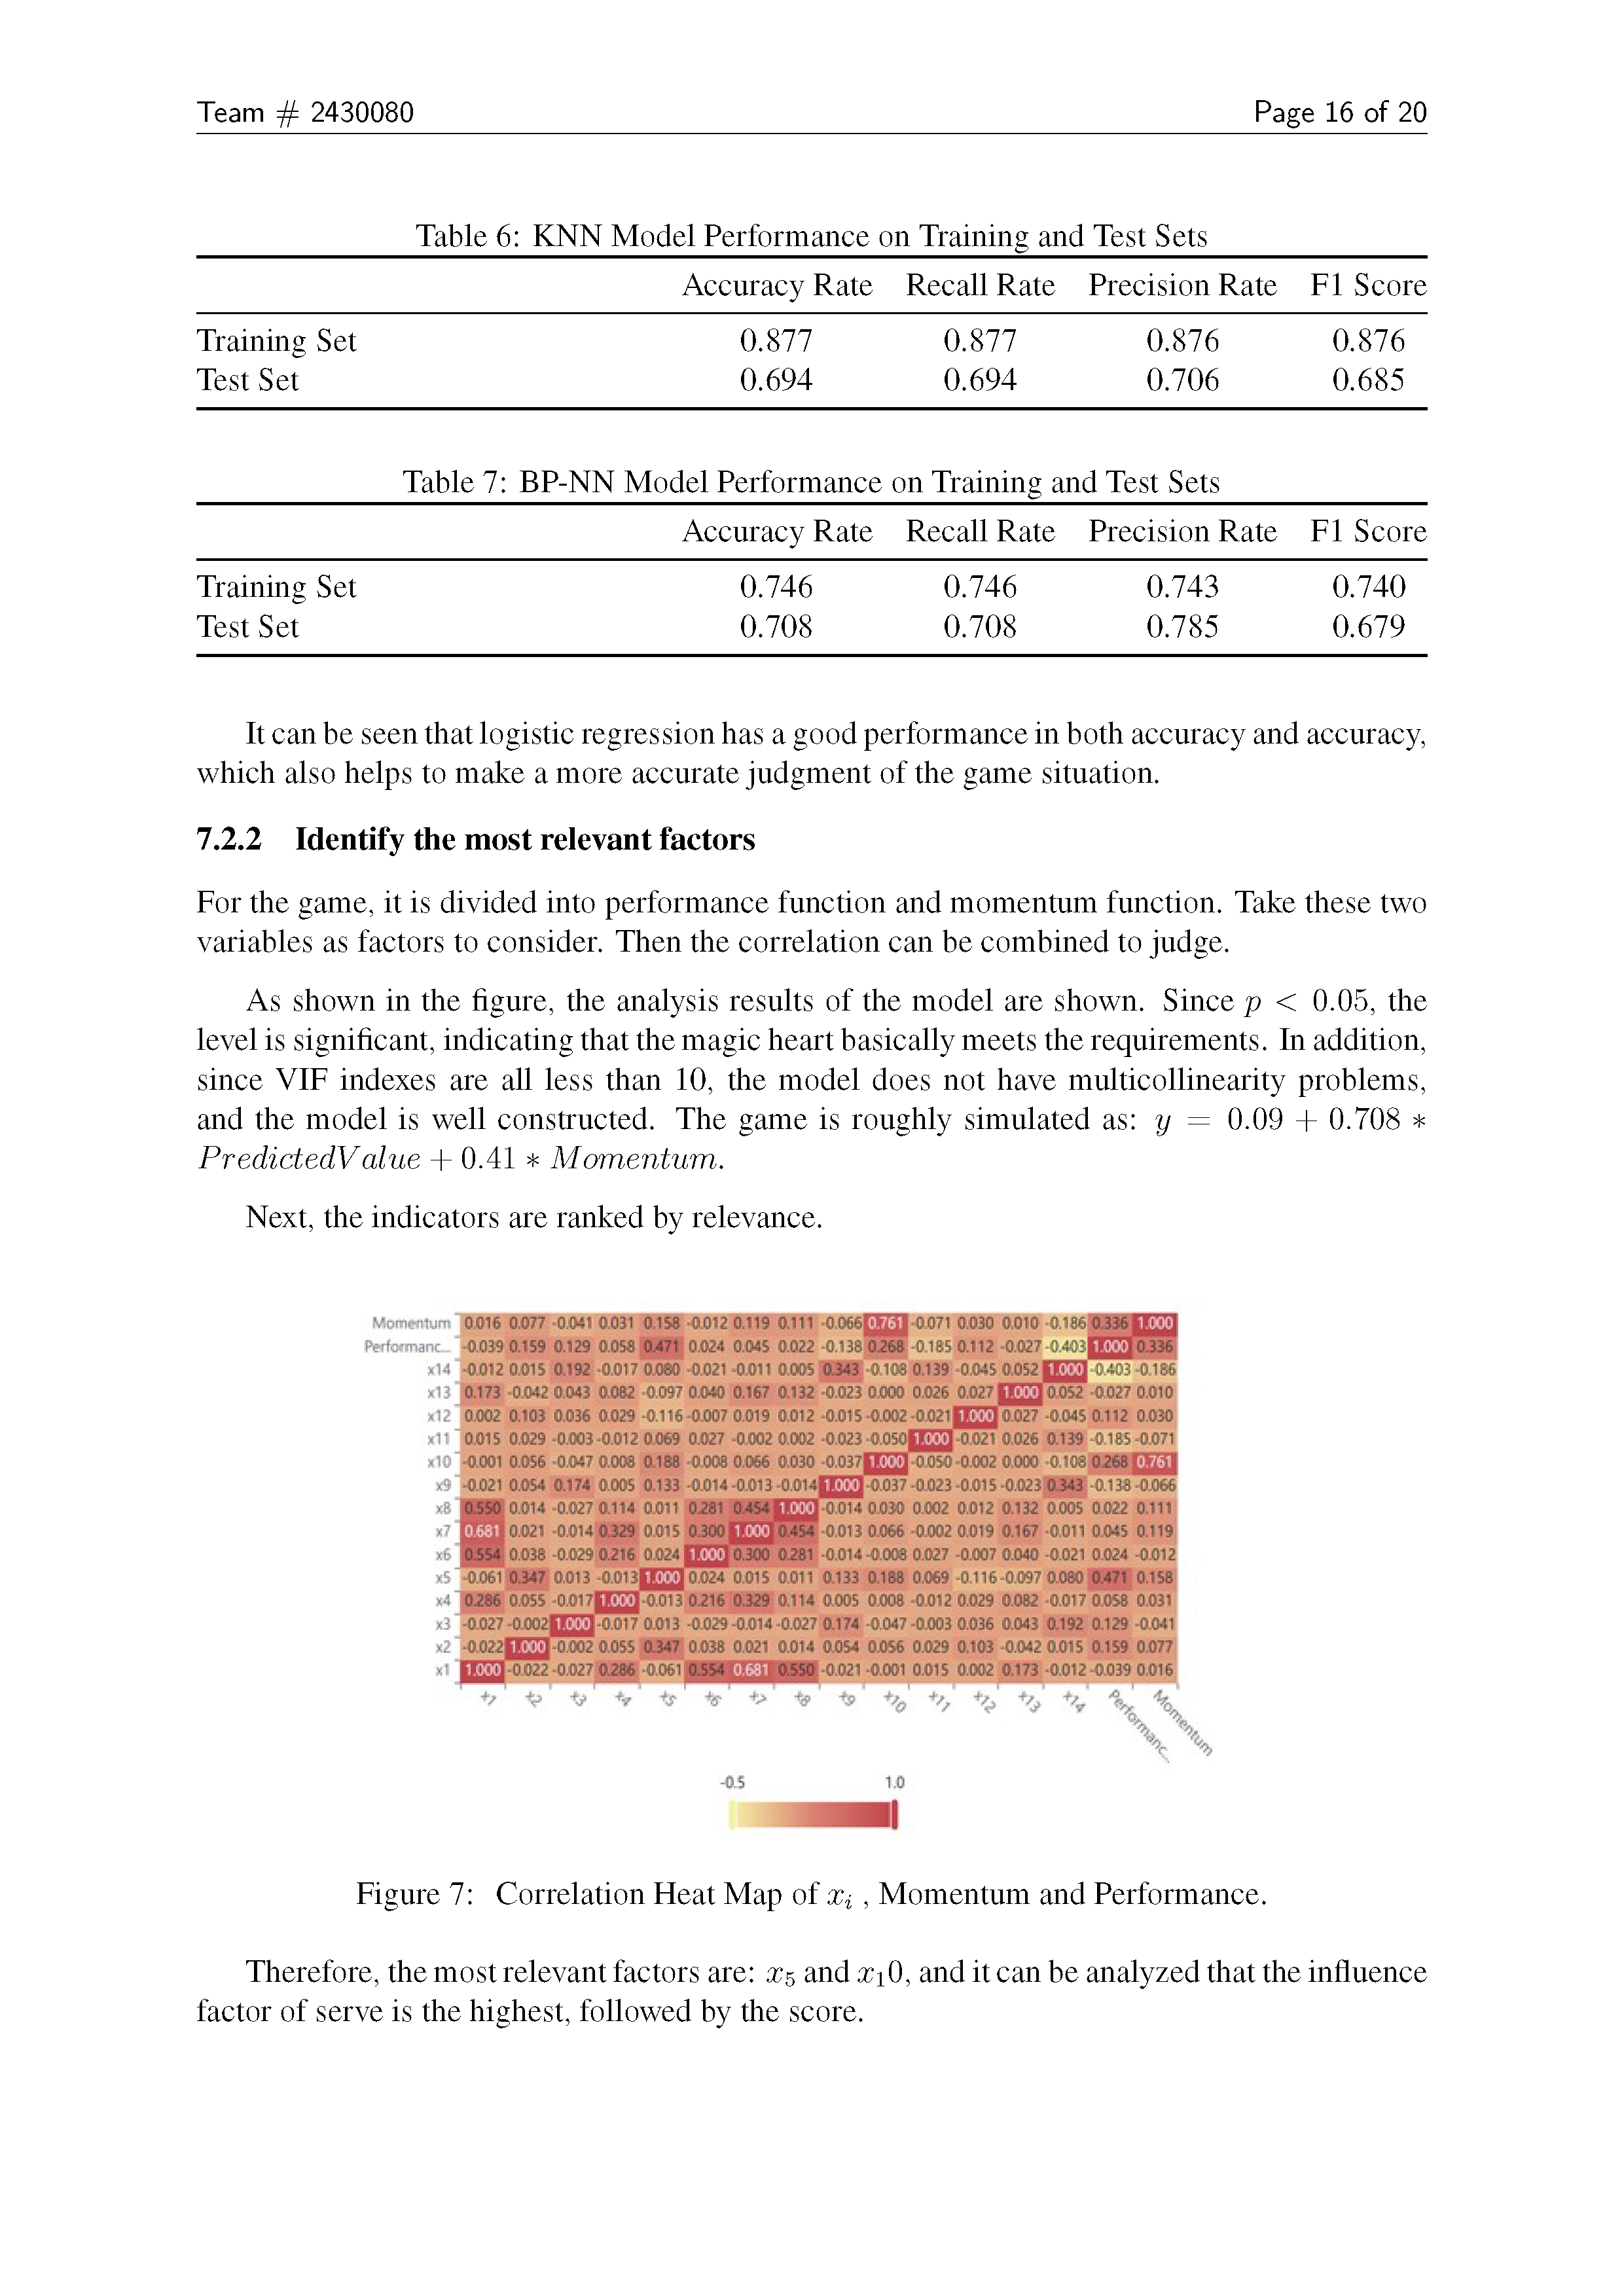 Team # 2430080 Page 16 of 20
Table 6: KNN Model Performance on Training and Test Sets
Accuracy Rate Recall Rate Precision Rate F1 Score
Training Set 0.877 0.877 0.876 0.876
Test Set 0.694 0.694 0.706 0.685
Table 7: BP-NN Model Performance on Training and Test Sets
Accuracy Rate Recall Rate Precision Rate F1 Score
Training Set 0.746 0.746 0.743 0.740
Test Set 0.708 0.708 0.785 0.679
It can be seen that logistic regression has a good performance in both accuracy and accuracy,
which also helps to make a more accurate judgment of the game situation.
7.2.2 Identify the most relevant factors
For the game, it is divided into performance function and momentum function. Take these two
variables as factors to consider. Then the correlation can be combined to judge.
As shown in the figure, the analysis results of the model are shown. Since p < 0.05, the
level is significant, indicating that the magic heart basically meets the requirements. In addition,
since VIF indexes are all less than 10, the model does not have multicollinearity problems,
and the model is well constructed. The game is roughly simulated as: y = 0.09 + 0.708 *
PredictedValue + 0.41 * Momentum.
Next, the indicators are ranked by relevance.
Momentum 0.016 0.077 -0.041 0.031 0.158 -0.012 0.119 0.111 -0.066 0.761 -0.071 0.030 0.010 -0.186 0.336 1.000
Performanc... -0.039 0.159 0.129 0.058 0.471 0.024 0.045 0.022 -0.138 0.268 -0.185 0.112 -0.027 -0.403 1.000 0.336
x14 -0.012 0.015 0.192 -0.017 0.080 -0.021 -0.011 0.005 0.343 -0.108 0.139 -0.045 0.052 1.000 -0.403 -0.186
x13 0.173 -0.042 0.043 0.082 -0.097 0.040 0.167 0.132 -0.023 0.000 0.026 0.027 1.000 0.052 -0.027 0.010
x12 0.002 0.103 0.036 0.029 -0.116 -0.007 0.019 0.012 -0.015 -0.002 -0.021 1.000 0.027 -0.045 0.112 0.030
x11 0.015 0.029 -0.003 -0.012 0.069 0.027 -0.002 0.002 -0.023 -0.050 1.000 -0.021 0.026 0.139 -0.185 -0.071
x10 -0.001 0.056 -0.047 0.008 0.188 -0.008 0.066 0.030 -0.037 1.000 -0.050 -0.002 0.000 -0.108 0.268 0.761
x9 -0.021 0.054 0.174 0.005 0.133 -0.014 -0.013 -0.014 1.000 -0.037 -0.023 -0.015 -0.023 0.343 -0.138 -0.066
x8 0.550 0.014 -0.027 0.114 0.011 0.281 0.454 1.000 -0.014 0.030 0.002 0.012 0.132 0.005 0.022 0.111
x7 0.681 0.021 -0.014 0.329 0.015 0.300 1.000 0.454 -0.013 0.066 -0.002 0.019 0.167 -0.011 0.045 0.119
x6 0.554 0.038 -0.029 0.216 0.024 1.000 0.300 0.281 -0.014 -0.008 0.027 -0.007 0.040 -0.021 0.024 -0.012
x5 -0.061 0.347 0.013 -0.013 1.000 0.024 0.015 0.011 0.133 0.188 0.069 -0.116 -0.097 0.080 0.471 0.158
x4 0.286 0.055 -0.017 1.000 -0.013 0.216 0.329 0.114 0.005 0.008 -0.012 0.029 0.082 -0.017 0.058 0.031
x3 -0.027 -0.002 1.000 -0.017 0.013 -0.029 -0.014 -0.027 0.174 -0.047 -0.003 0.036 0.043 0.192 0.129 -0.041
x2 -0.022 1.000 -0.002 0.055 0.347 0.038 0.021 0.014 0.054 0.056 0.029 0.103 -0.042 0.015 0.159 0.077
x1 1.000 -0.022 -0.027 0.286 -0.061 0.554 0.681 0.550 -0.021 -0.001 0.015 0.002 0.173 -0.012 -0.039 0.016
x1 x2 x3 x4 x5 x6 x7 x8 x9 x10 x11 x12 x13 x14 Performanc... Momentum
-0.5 1.0
Figure 7: Correlation Heat Map of xᵢ , Momentum and Performance.
Therefore, the most relevant factors are: x₅ and x₁0, and it can be analyzed that the influence
factor of serve is the highest, followed by the score.